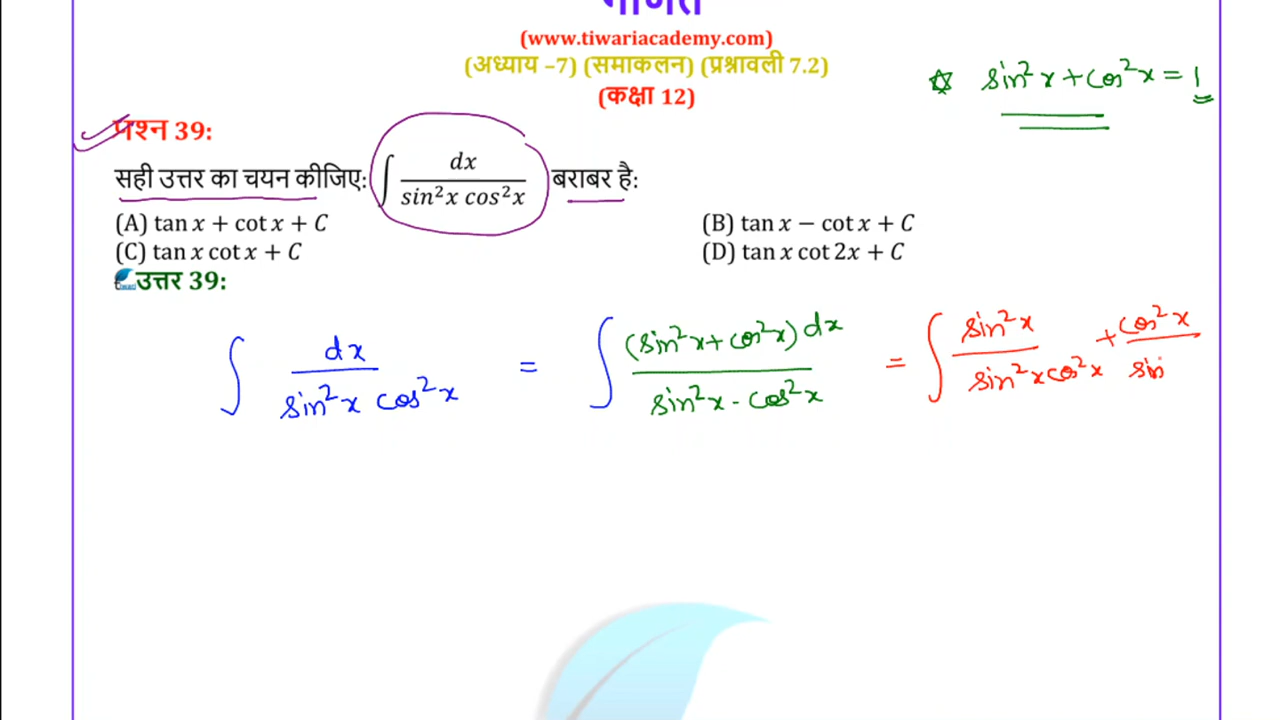 गणित
(www.tiwariacademy.com)
(अध्याय –7) (समाकलन) (प्रश्नावली 7.2)
(कक्षा 12)
☆ sin²x + cos²x = 1
प्रश्न 39:
सही उत्तर का चयन कीजिए: ∫ dx / sin²x cos²x बराबर है:
(A) tan x + cot x + C (B) tan x − cot x + C
(C) tan x cot x + C (D) tan x cot 2x + C
उत्तर 39:
∫ dx / sin²x cos²x = ∫ (sin²x + cos²x) dx / sin²x · cos²x = ∫ sin²x / sin²x cos²x + cos²x / sin